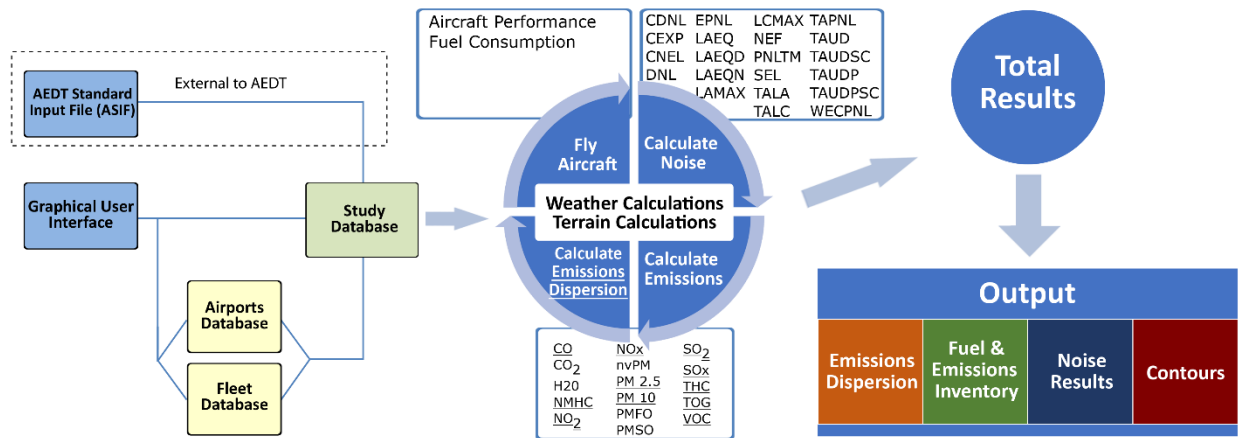 External to AEDT
AEDT Standard
Input File (ASIF)
Graphical User
Interface
Airports
Database
Fleet
Database
Study
Database
Aircraft Performance
Fuel Consumption
CDNL EPNL LCMAX TAPNL
CEXP LAEQ NEF TAUD
CNEL LAEQD PNLTM TAUDSC
DNL LAEQN SEL TAUDP
LAMAX TALA TAUDPSC
TALC WECPNL
Fly
Aircraft
Calculate
Noise
Weather Calculations
Terrain Calculations
Calculate
Emissions
Dispersion
Calculate
Emissions
CO NOx SO2
CO2 nvPM SOx
H20 PM 2.5 THC
NMHC PM 10 TOG
NO2 PMFO VOC
PMSO
Total
Results
Output
Emissions
Dispersion
Fuel &
Emissions
Inventory
Noise
Results
Contours